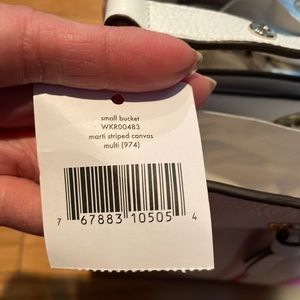 small bucket
WKR00483
marti striped canvas
multi (974)
7 67883 10505 4